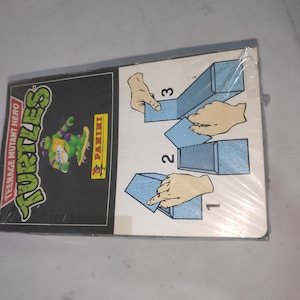 TEENAGE MUTANT HERO
TURTLES
PANINI
1
2
3